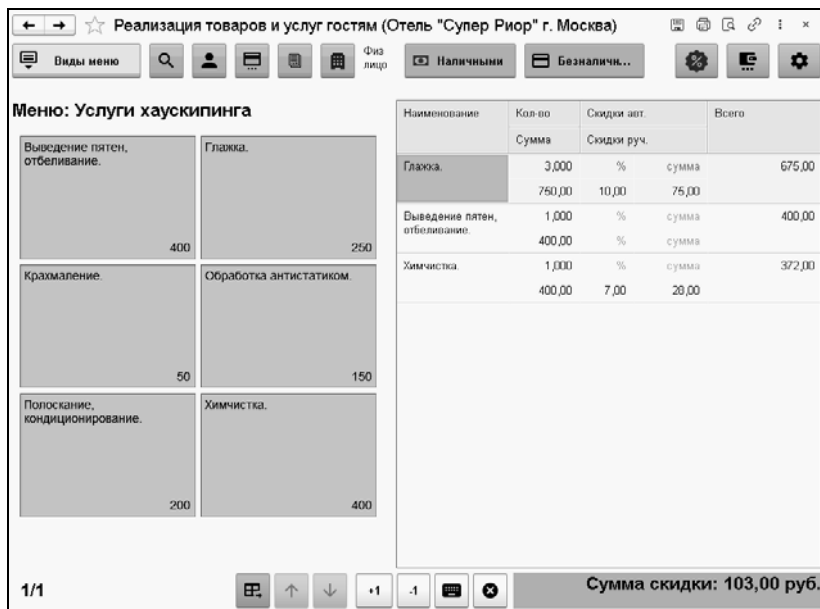 Реализация товаров и услуг гостям (Отель "Супер Риор" г. Москва)
Виды меню
Физ
лицо
Наличными
Безналичн...
Меню: Услуги хаускипинга
Выведение пятен,
отбеливание.
400
Глажка.
250
Крахмаление.
50
Обработка антистатиком.
150
Полоскание,
кондиционирование.
200
Химчистка.
400
Наименование Кол-во Скидки авт. Всего
Сумма Скидки руч.
Глажка. 3,000 % сумма 675,00
750,00 10,00 75,00
Выведение пятен, 1,000 % сумма 400,00
отбеливание.
400,00 % сумма
Химчистка. 1,000 % сумма 372,00
400,00 7,00 28,00
1/1
+1
-1
Сумма скидки: 103,00 руб.